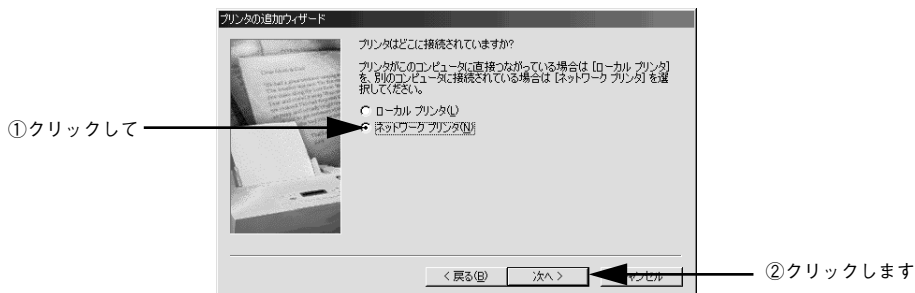 プリンタの追加ウィザード
プリンタはどこに接続されていますか?
プリンタがこのコンピュータに直接つながっている場合は [ローカル プリンタ]
を、別のコンピュータに接続されている場合は [ネットワーク プリンタ] を選
択してください。
ローカル プリンタ(L)
①クリックして
ネットワーク プリンタ(N)
< 戻る(B)
次へ >
②クリックします